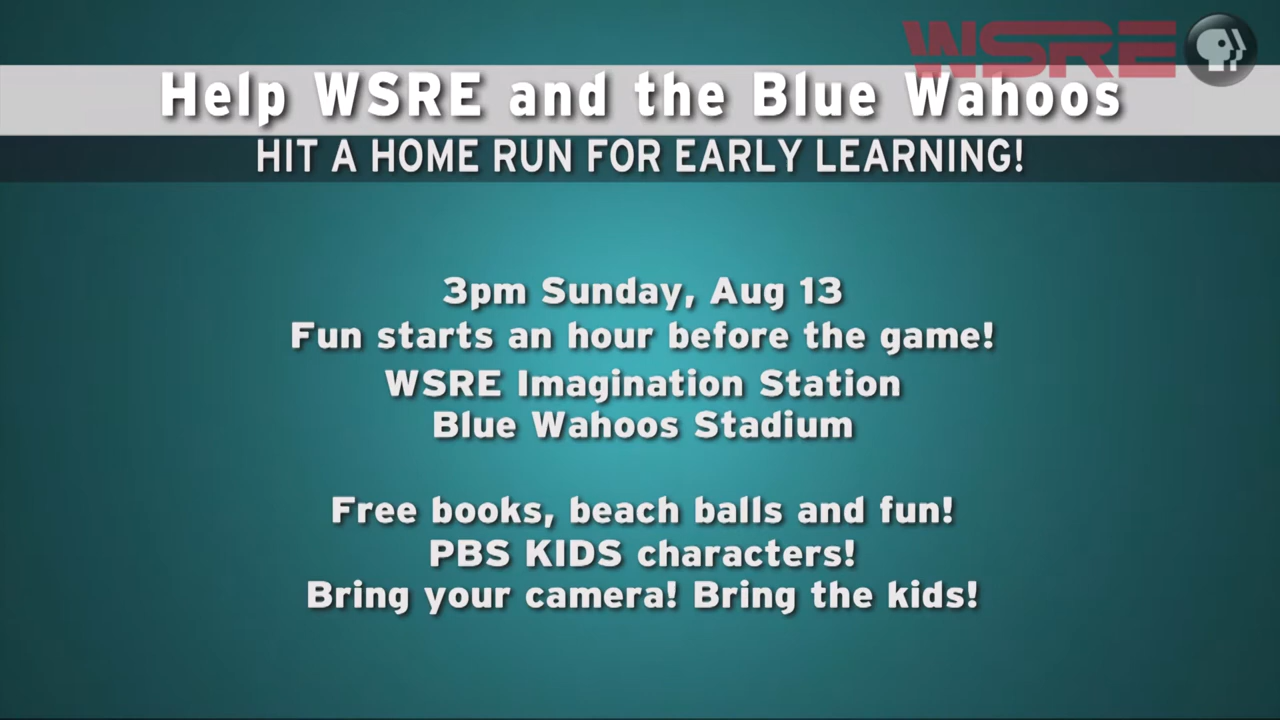 WSRE
Help WSRE and the Blue Wahoos
HIT A HOME RUN FOR EARLY LEARNING!
3pm Sunday, Aug 13
Fun starts an hour before the game!
WSRE Imagination Station
Blue Wahoos Stadium
Free books, beach balls and fun!
PBS KIDS characters!
Bring your camera! Bring the kids!